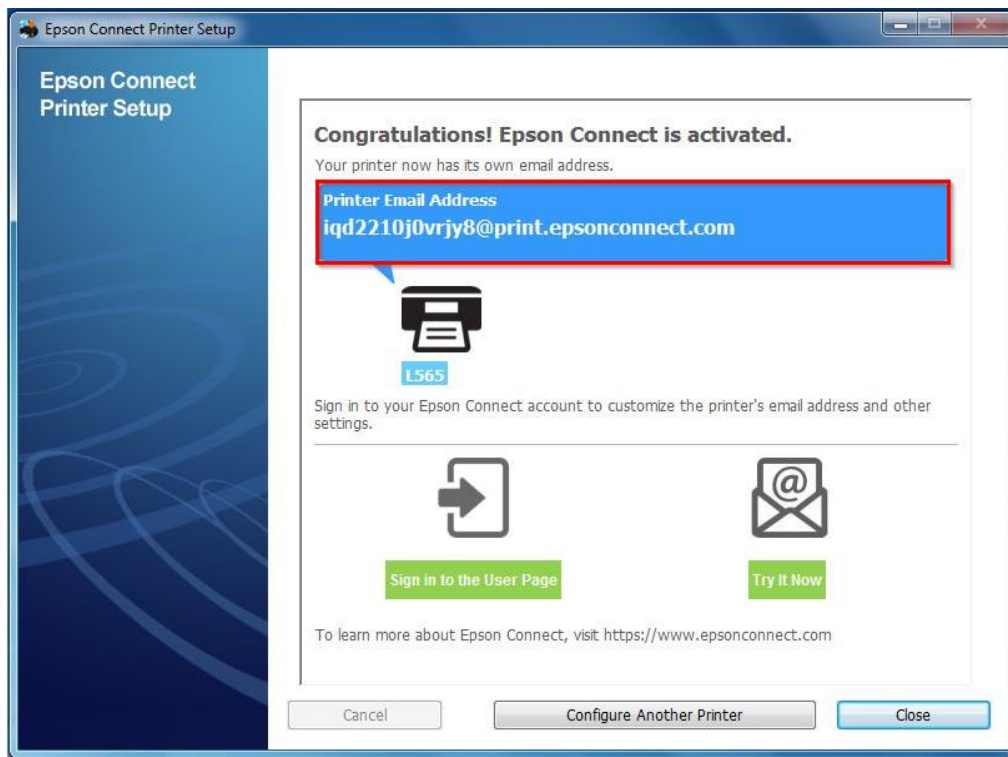 Epson Connect Printer Setup
Epson Connect
Printer Setup
Congratulations! Epson Connect is activated.
Your printer now has its own email address.
Printer Email Address
iqd2210j0vrjy8@print.epsonconnect.com
L565
Sign in to your Epson Connect account to customize the printer's email address and other
settings.
Sign in to the User Page
Try It Now
To learn more about Epson Connect, visit https://www.epsonconnect.com
Cancel
Configure Another Printer
Close